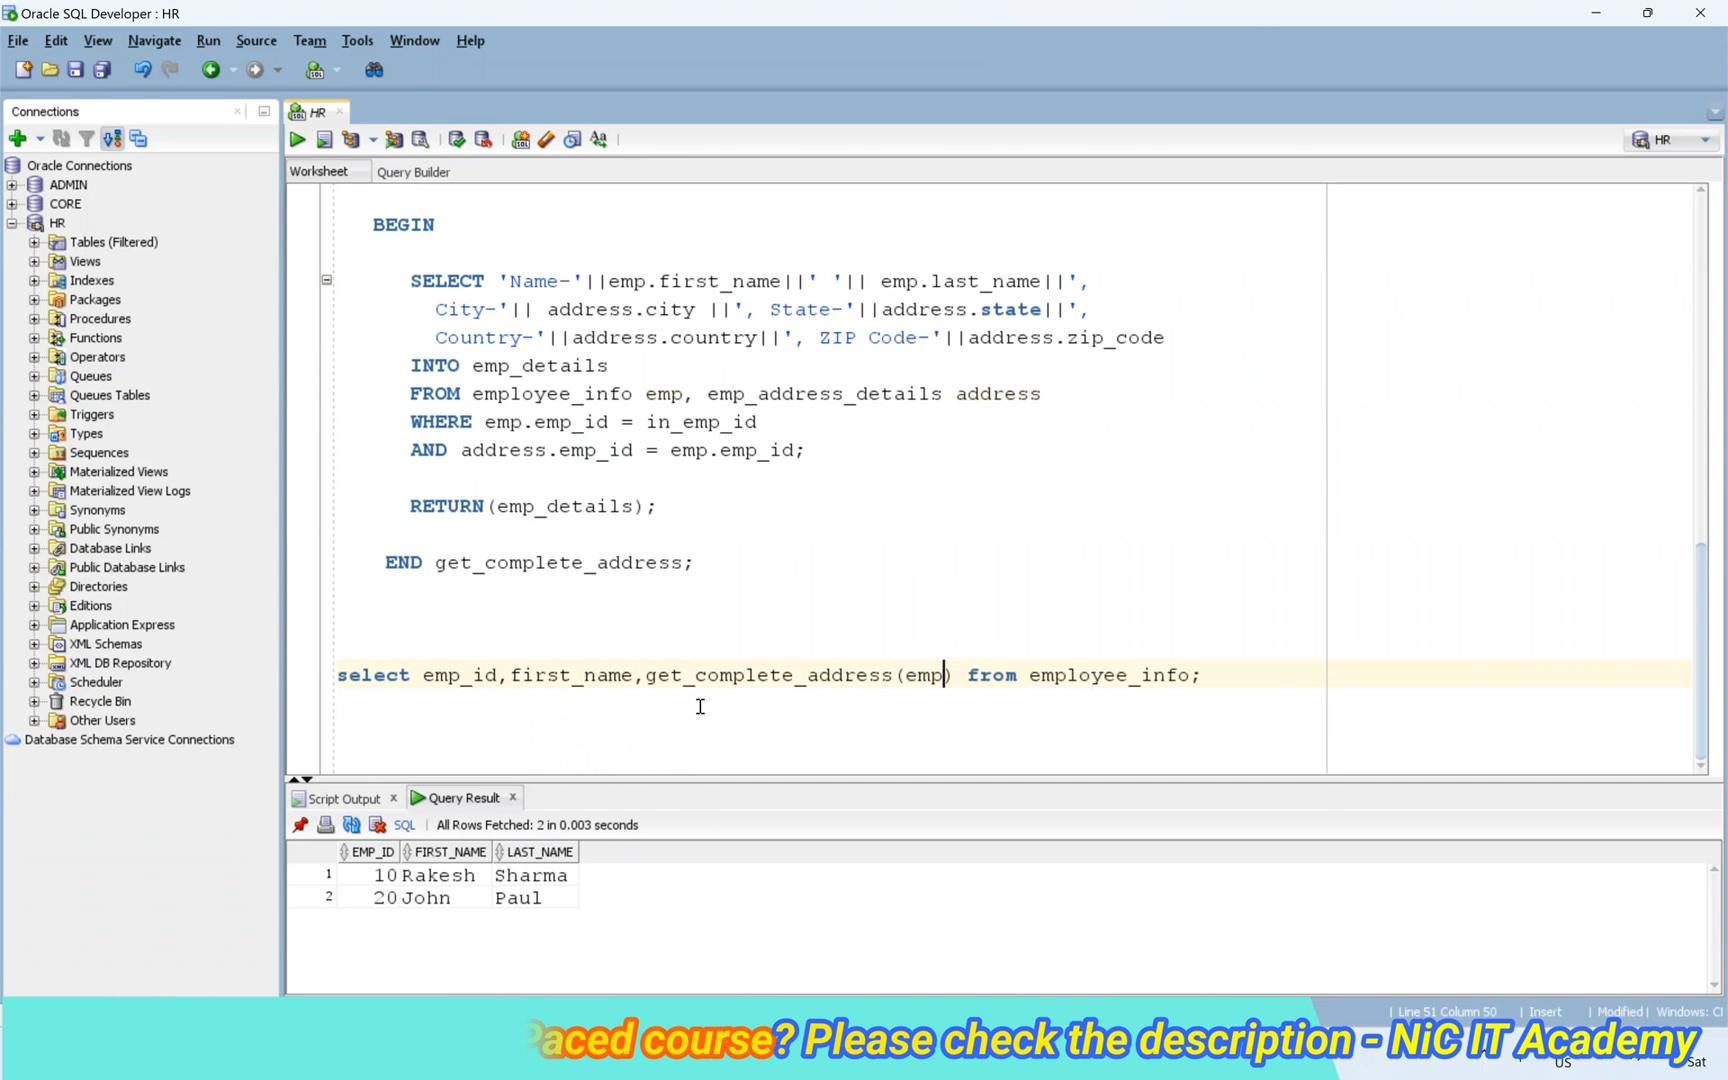 Oracle SQL Developer : HR
File Edit View Navigate Run Source Team Tools Window Help
Connections
HR
HR
Worksheet Query Builder
Oracle Connections
ADMIN
CORE
HR
Tables (Filtered)
Views
Indexes
Packages
Procedures
Functions
Operators
Queues
Queues Tables
Triggers
Types
Sequences
Materialized Views
Materialized View Logs
Synonyms
Public Synonyms
Database Links
Public Database Links
Directories
Editions
Application Express
XML Schemas
XML DB Repository
Scheduler
Recycle Bin
Other Users
Database Schema Service Connections
BEGIN
SELECT 'Name-'||emp.first_name||' '|| emp.last_name||',
City-'|| address.city ||', State-'||address.state||',
Country-'||address.country||', ZIP Code-'||address.zip_code
INTO emp_details
FROM employee_info emp, emp_address_details address
WHERE emp.emp_id = in_emp_id
AND address.emp_id = emp.emp_id;
RETURN(emp_details);
END get_complete_address;
select emp_id,first_name,get_complete_address(emp) from employee_info;
Script Output Query Result
SQL All Rows Fetched: 2 in 0.003 seconds
EMP_ID FIRST_NAME LAST_NAME
1 10 Rakesh Sharma
2 20 John Paul
Line 51 Column 50 Insert Modified Windows: Cl
Paced course? Please check the description - NiC IT Academy
US Sat